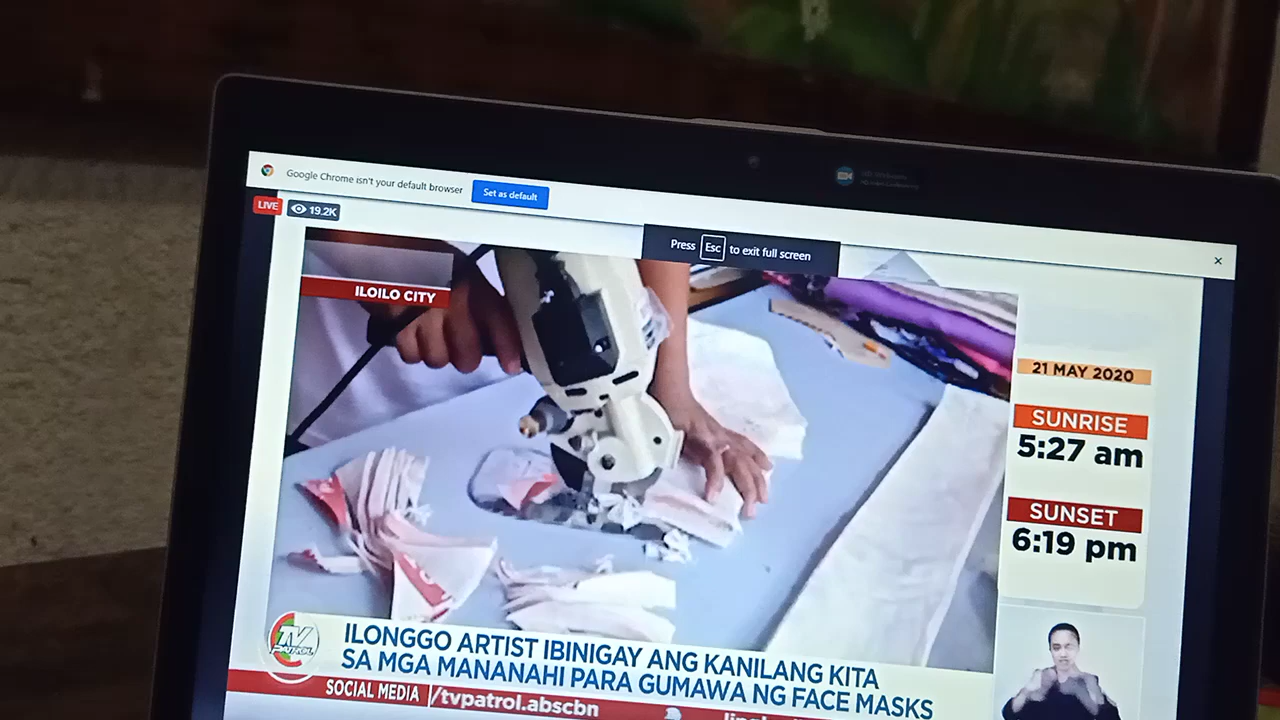 Google Chrome isn't your default browser
Set as default
LIVE
19.2K
Press Esc to exit full screen
ILOILO CITY
21 MAY 2020
SUNRISE
5:27 am
SUNSET
6:19 pm
TV PATROL
ILONGGO ARTIST IBINIGAY ANG KANILANG KITA
SA MGA MANANAHI PARA GUMAWA NG FACE MASKS
SOCIAL MEDIA /tvpatrol.abscbn